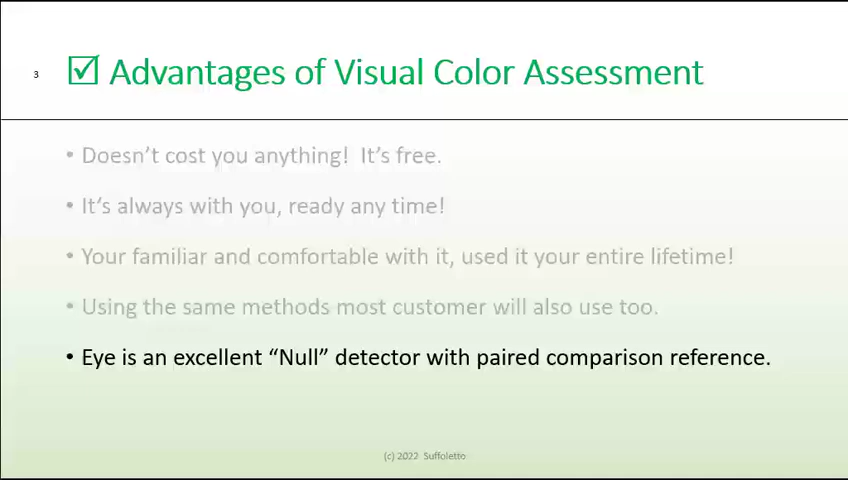 3
☑ Advantages of Visual Color Assessment
• Doesn’t cost you anything! It’s free.
• It’s always with you, ready any time!
• Your familiar and comfortable with it, used it your entire lifetime!
• Using the same methods most customer will also use too.
• Eye is an excellent “Null” detector with paired comparison reference.
(c) 2022 Suffoletto